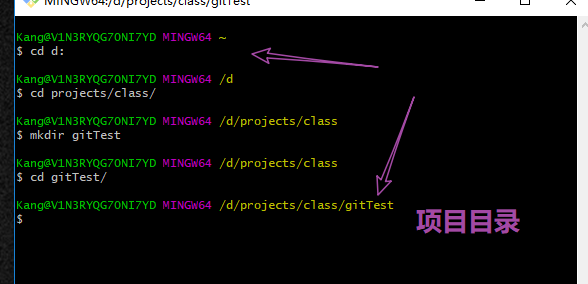 MINGW64:/d/projects/class/gitTest
Kang@V1N3RYQG7ONI7YD MINGW64 ~
$ cd d:
Kang@V1N3RYQG7ONI7YD MINGW64 /d
$ cd projects/class/
Kang@V1N3RYQG7ONI7YD MINGW64 /d/projects/class
$ mkdir gitTest
Kang@V1N3RYQG7ONI7YD MINGW64 /d/projects/class
$ cd gitTest/
Kang@V1N3RYQG7ONI7YD MINGW64 /d/projects/class/gitTest
$
项目目录